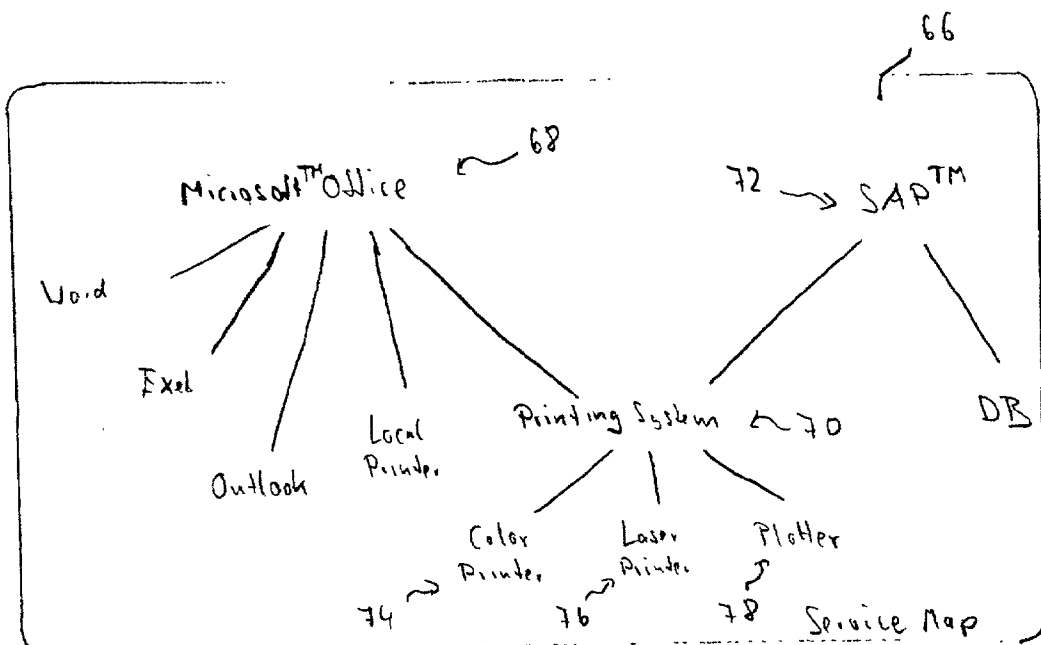 66
68
Microsoft™ Office
72
SAP™
Word
Exel
Local
Printer
Printing System
70
DB
Outlook
Color
Printer
Laser
Printer
Plotter
74
76
78
Service Map